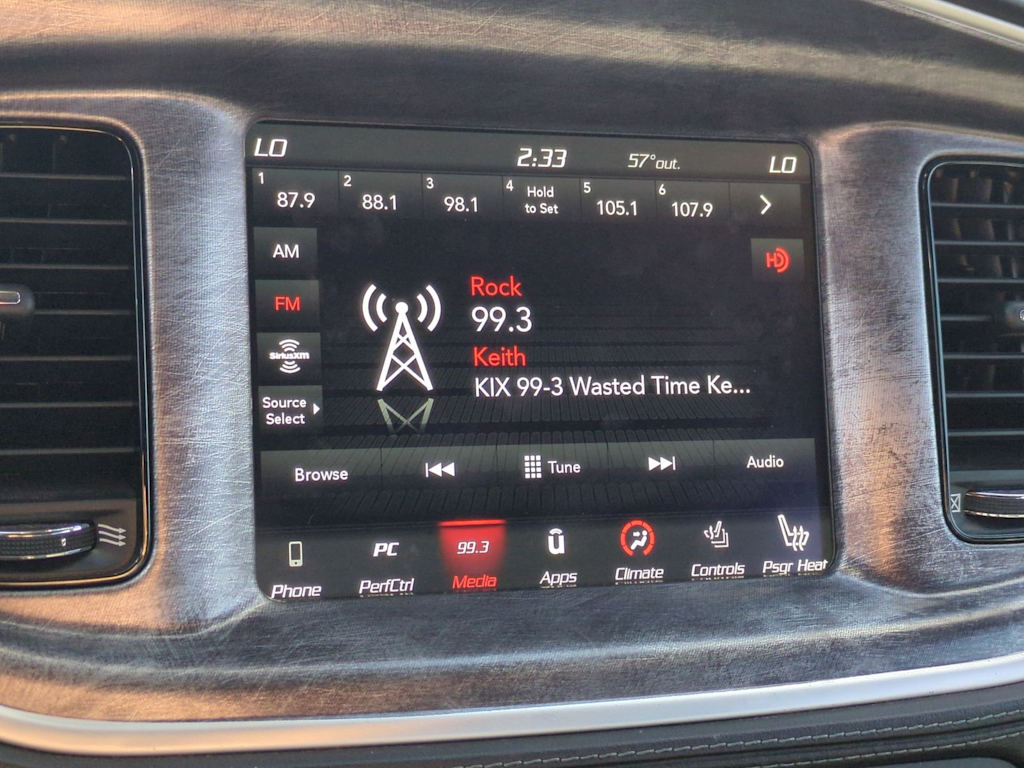 LO 2:33 57°out. LO
1 87.9 2 88.1 3 98.1 4 Hold to Set 5 105.1 6 107.9
AM
HD
FM
Rock
99.3
SiriusXM
Keith
KIX 99-3 Wasted Time Ke...
Source
Select
Browse Tune Audio
PC 99.3 u
Phone PerfCtrl Media Apps Climate Controls Psgr Heat